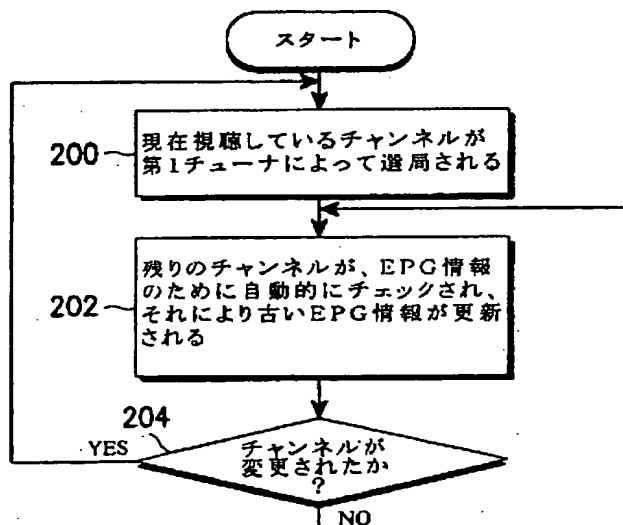 スタート
200
現在視聴しているチャンネルが
第1チューナによって選局される
202
残りのチャンネルが、EPG情報
のために自動的にチェックされ、
それにより古いEPG情報が更新
される
204
YES
チャンネルが
変更されたか
?
NO